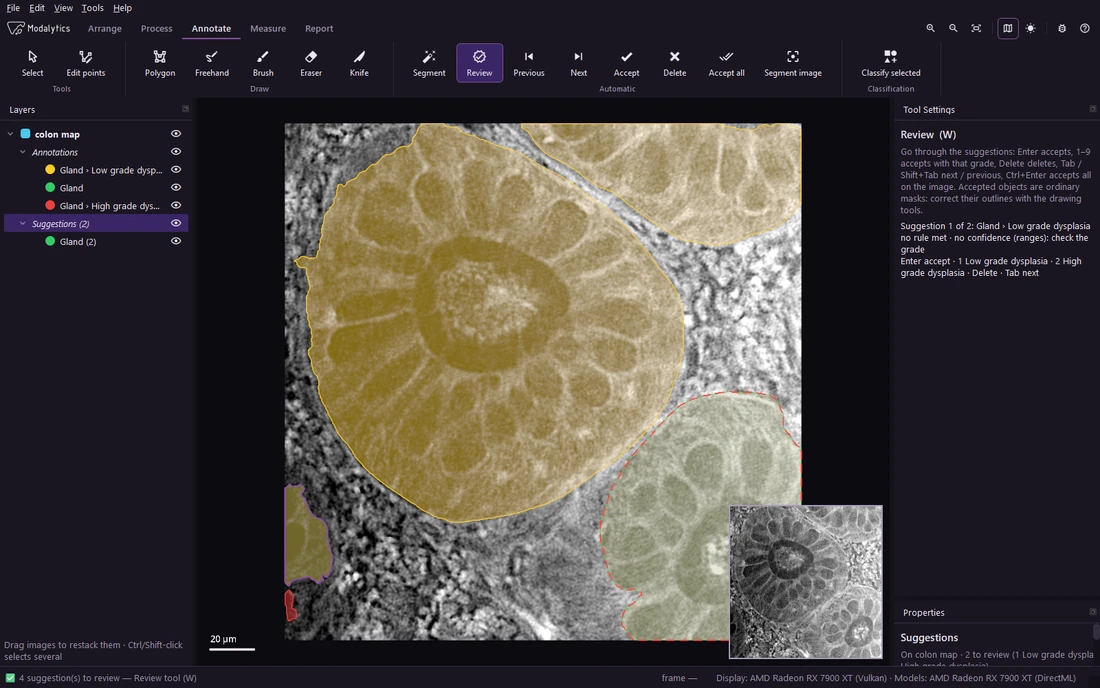 File Edit View Tools Help
Modalytics Arrange Process Annotate Measure Report
Select Edit points Polygon Freehand Brush Eraser Knife Segment Review Previous Next Accept Delete Accept all Segment image Classify selected
Tools Draw Automatic Classification
Layers
colon map
Annotations
Gland › Low grade dysp...
Gland
Gland › High grade dys...
Suggestions (2)
Gland (2)
Drag images to restack them · Ctrl/Shift-click
selects several
20 µm
Tool Settings
Review (W)
Go through the suggestions: Enter accepts, 1–9
accepts with that grade, Delete deletes, Tab /
Shift+Tab next / previous, Ctrl+Enter accepts all
on the image. Accepted objects are ordinary
masks: correct their outlines with the drawing
tools.
Suggestion 1 of 2: Gland › Low grade dysplasia
no rule met · no confidence (ranges): check the
grade
Enter accept · 1 Low grade dysplasia · 2 High
grade dysplasia · Delete · Tab next
Properties
Suggestions
On colon map · 2 to review (1 Low grade dyspla
High grade dysplasia)
4 suggestion(s) to review — Review tool (W)
frame — Display: AMD Radeon RX 7900 XT (Vulkan) · Models: AMD Radeon RX 7900 XT (DirectML)